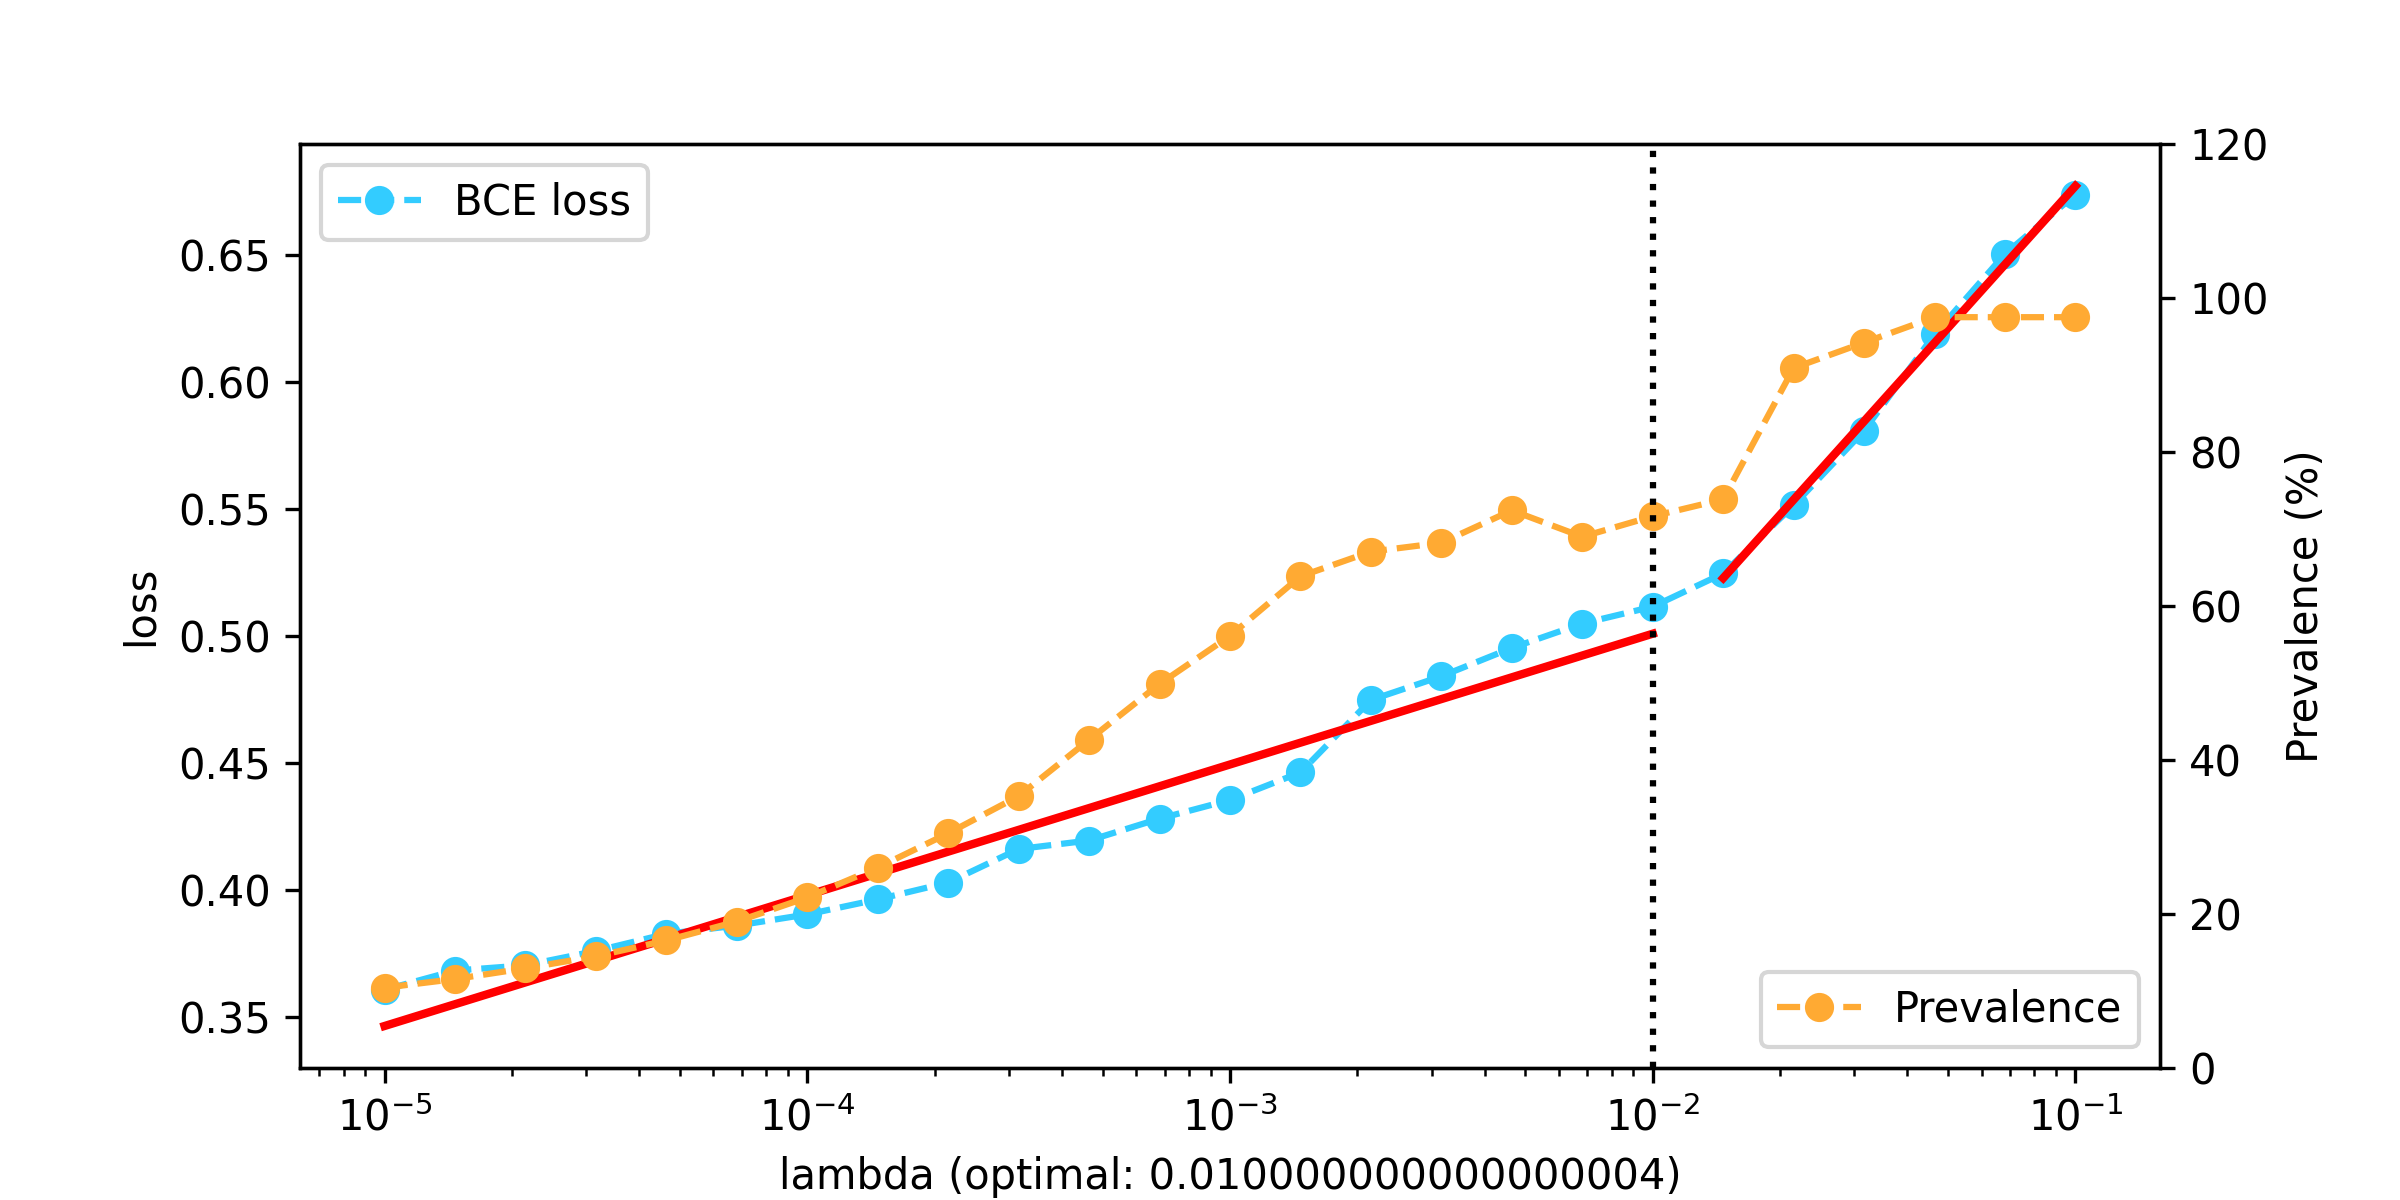 BCE loss
loss
0.65
0.60
0.55
0.50
0.45
0.40
0.35
120
100
80
60
40
20
0
Prevalence (%)
Prevalence
10⁻⁵ 10⁻⁴ 10⁻³ 10⁻² 10⁻¹
lambda (optimal: 0.010000000000000004)